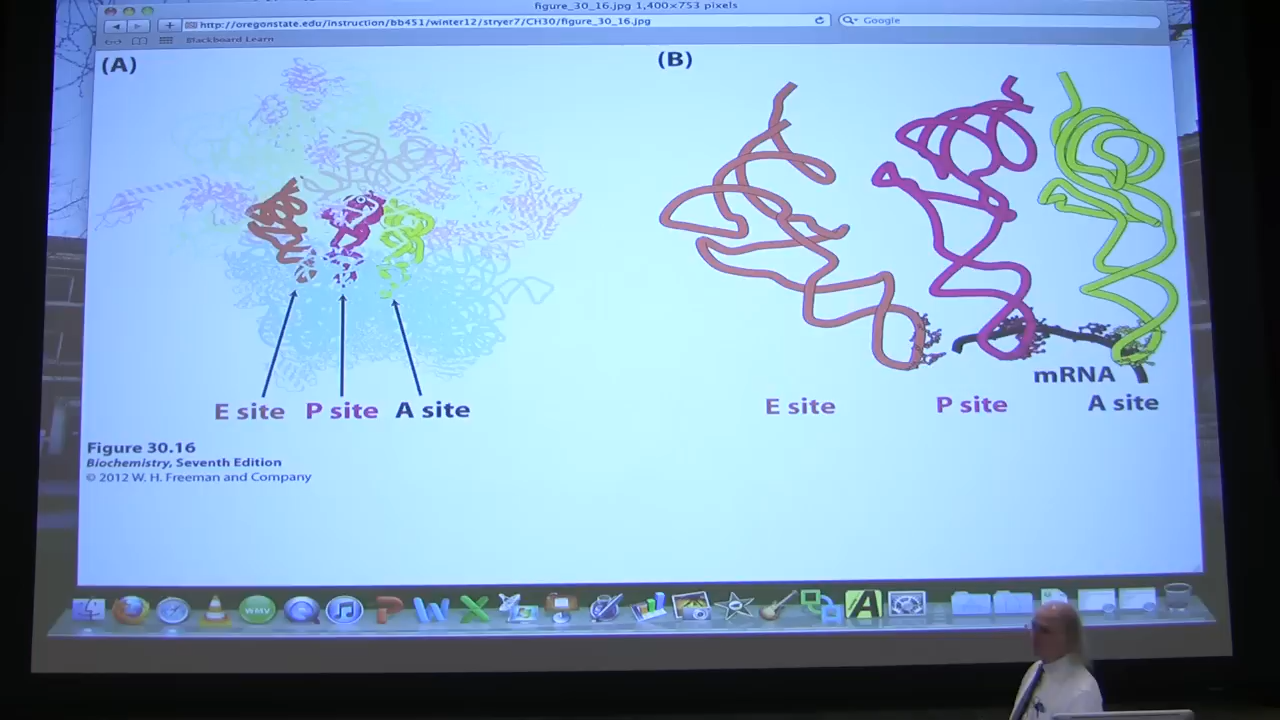 figure_30_16.jpg 1,400×753 pixels
http://oregonstate.edu/instruction/bb451/winter12/stryer7/CH30/figure_30_16.jpg
Google
Blackboard Learn
(A)
(B)
mRNA
E site P site A site
E site P site A site
Figure 30.16
Biochemistry, Seventh Edition
© 2012 W. H. Freeman and Company
WMV